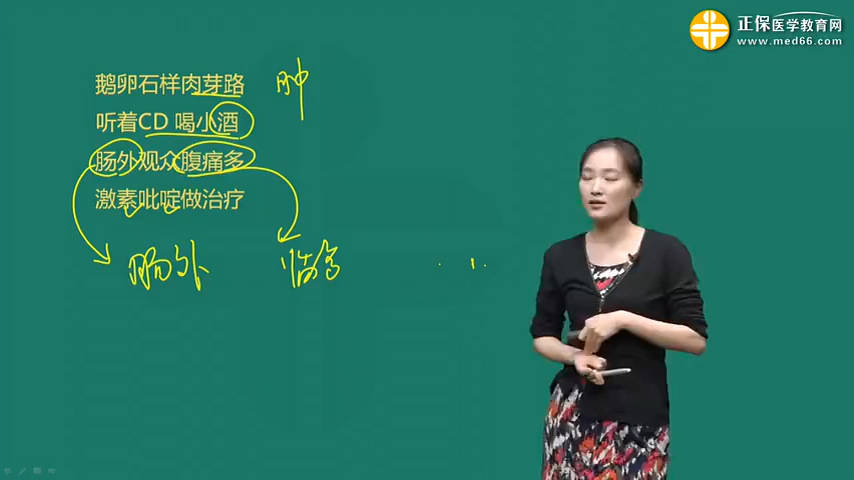 正保医学教育网
www.med66.com
鹅卵石样肉芽路 肿
听着CD 喝小酒
肠外观众腹痛多
激素吡啶做治疗
肠外